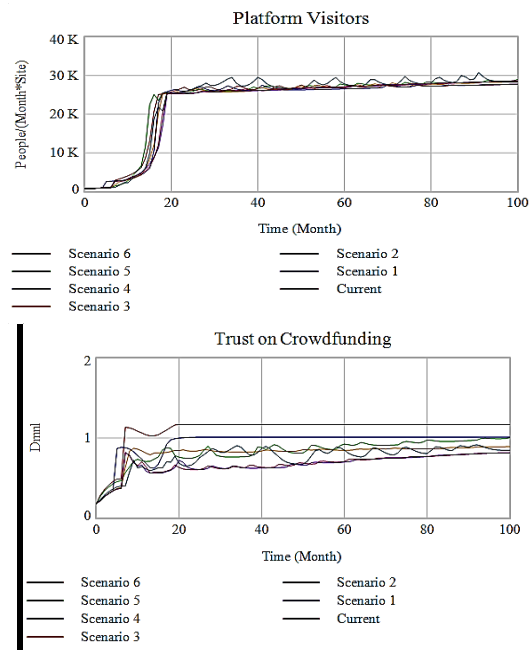 Platform Visitors
40 K
30 K
20 K
10 K
0
People/(Month*Site)
0 20 40 60 80 100
Time (Month)
Scenario 6 Scenario 2
Scenario 5 Scenario 1
Scenario 4 Current
Scenario 3
Trust on Crowdfunding
2
1
0
Dmnl
0 20 40 60 80 100
Time (Month)
Scenario 6 Scenario 2
Scenario 5 Scenario 1
Scenario 4 Current
Scenario 3